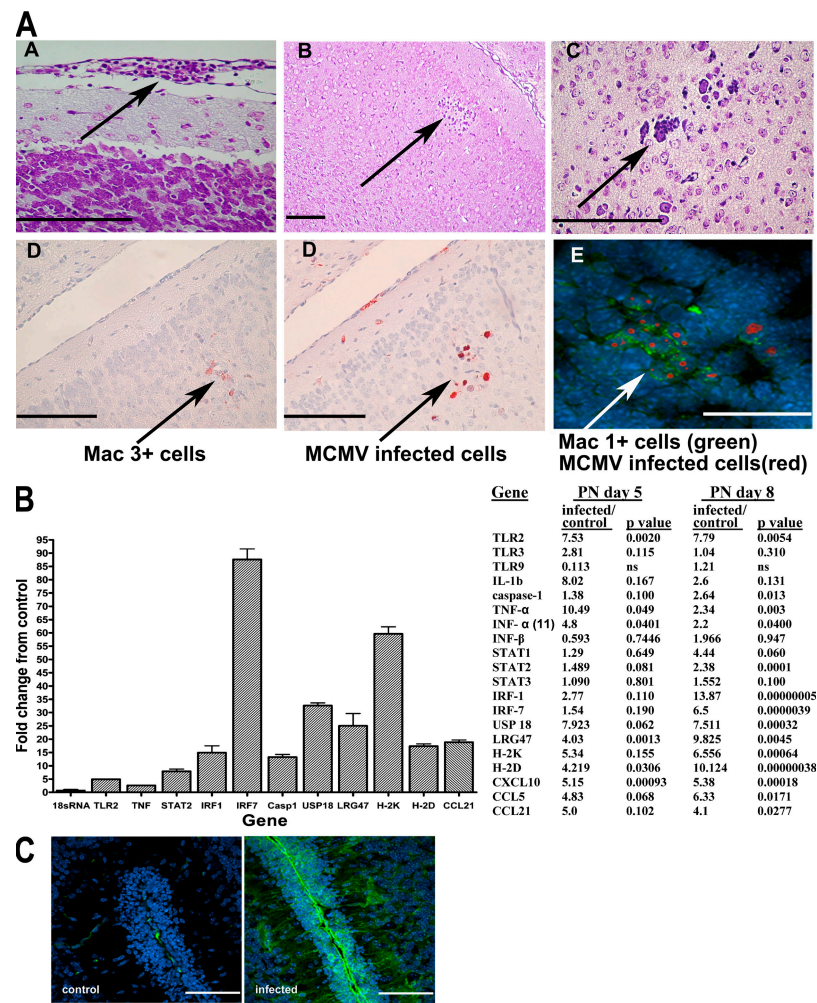 A
A
B
C
D
D
E
Mac 3+ cells
MCMV infected cells
Mac 1+ cells (green)
MCMV infected cells(red)
B
Fold change from control
95
90
85
80
75
70
65
60
55
50
45
40
35
30
25
20
15
10
5
0
18sRNA TLR2 TNF STAT2 IRF1 IRF7 Casp1 USP18 LRG47 H-2K H-2D CCL21
Gene
Gene PN day 5 PN day 8
infected/ infected/
control p value control p value
TLR2 7.53 0.0020 7.79 0.0054
TLR3 2.81 0.115 1.04 0.310
TLR9 0.113 ns 1.21 ns
IL-1b 8.02 0.167 2.6 0.131
caspase-1 1.38 0.100 2.64 0.013
TNF-α 10.49 0.049 2.34 0.003
INF- α (11) 4.8 0.0401 2.2 0.0400
INF-β 0.593 0.7446 1.966 0.947
STAT1 1.29 0.649 4.44 0.060
STAT2 1.489 0.081 2.38 0.0001
STAT3 1.090 0.801 1.552 0.100
IRF-1 2.77 0.110 13.87 0.00000005
IRF-7 1.54 0.190 6.5 0.0000039
USP 18 7.923 0.062 7.511 0.00032
LRG47 4.03 0.0013 9.825 0.0045
H-2K 5.34 0.155 6.556 0.00064
H-2D 4.219 0.0306 10.124 0.00000038
CXCL10 5.15 0.00093 5.38 0.00018
CCL5 4.83 0.068 6.33 0.0171
CCL21 5.0 0.102 4.1 0.0277
C
control
infected